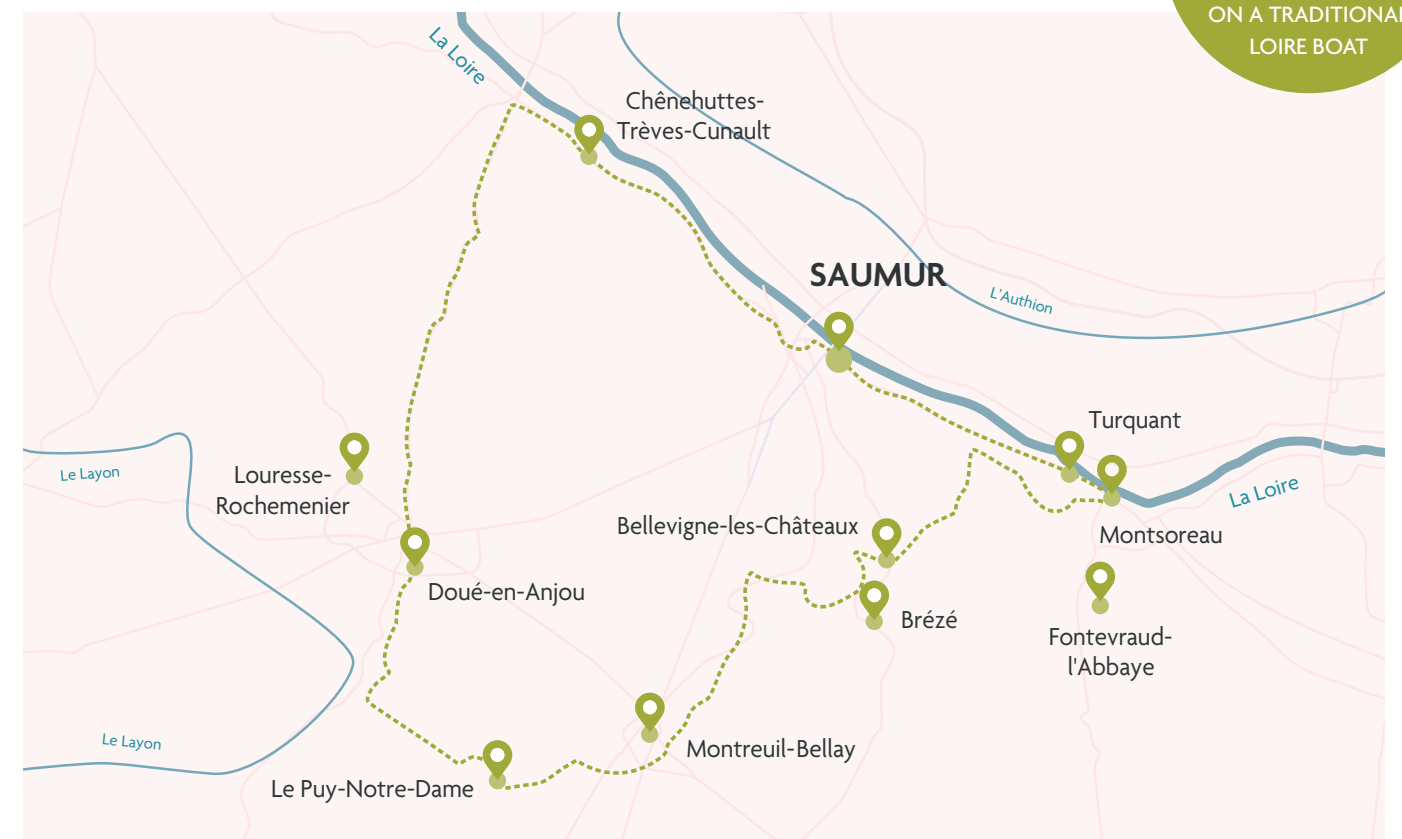 ON A TRADITIONAL
LOIRE BOAT
La Loire
Chênehuttes-
Trèves-Cunault
SAUMUR
L'Authion
Turquant
Le Layon
Louresse-
Rochemenier
La Loire
Bellevigne-les-Châteaux
Montsoreau
Doué-en-Anjou
Brézé
Fontevraud-
l'Abbaye
Le Layon
Montreuil-Bellay
Le Puy-Notre-Dame